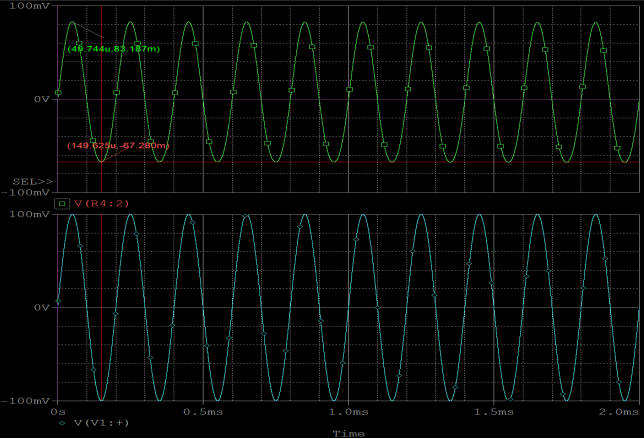 100mV
(49.744u,83.187m)
0V
(149.625u,-67.280m)
SEL>>
-100mV
V(R4:2)
100mV
0V
-100mV
0s 0.5ms 1.0ms 1.5ms 2.0ms
V(V1:+)
Time